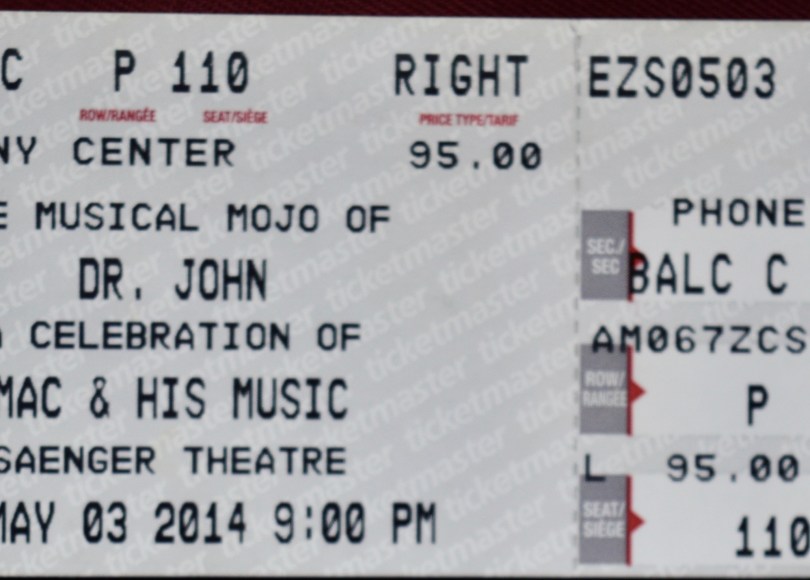 C P 110 RIGHT
ROW/RANGÉE SEAT/SIÈGE PRICE TYPE/TARIF
NY CENTER 95.00
E MUSICAL MOJO OF
DR. JOHN
CELEBRATION OF
MAC & HIS MUSIC
SAENGER THEATRE
MAY 03 2014 9:00 PM
EZS0503
PHONE
SEC./
SEC
BALC C
AM067ZCS
ROW/
RANGÉE
P
L 95.00
SEAT/
SIÈGE
110
ticketmaster